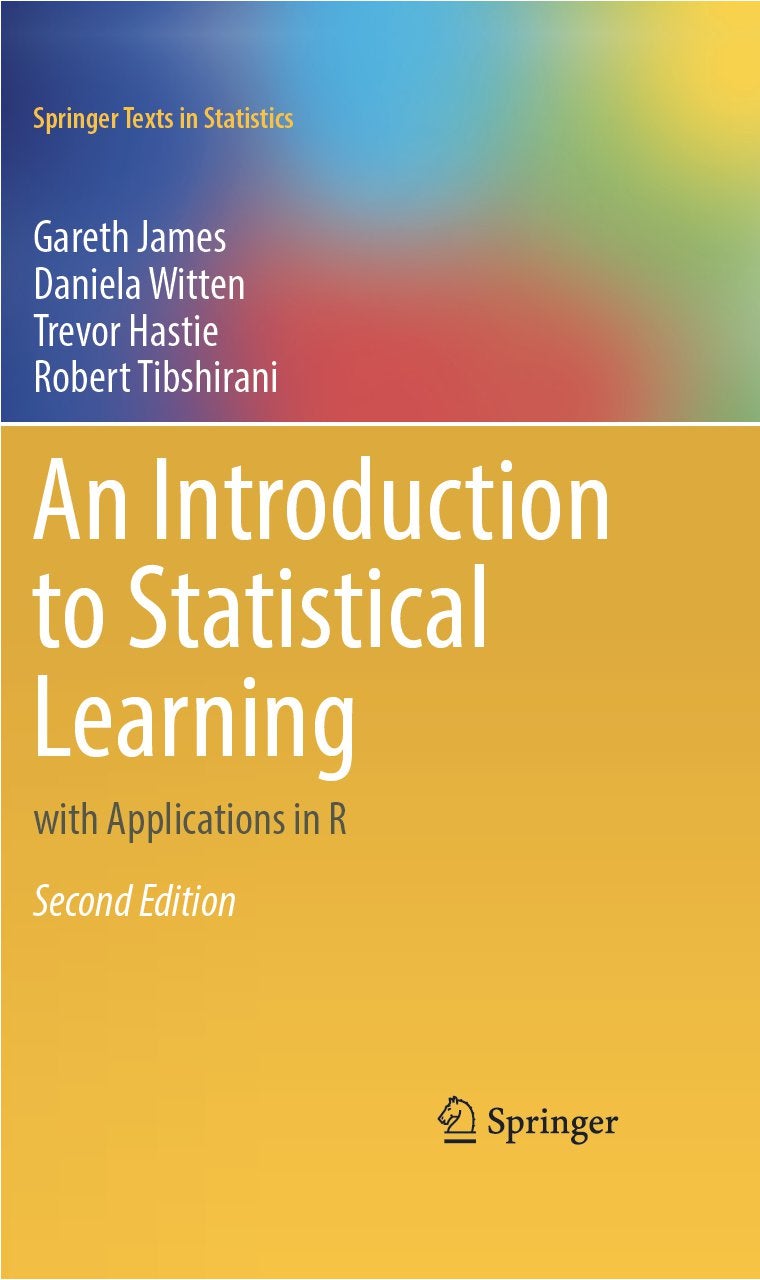 Springer Texts in Statistics
Gareth James
Daniela Witten
Trevor Hastie
Robert Tibshirani
An Introduction
to Statistical
Learning
with Applications in R
Second Edition
Springer